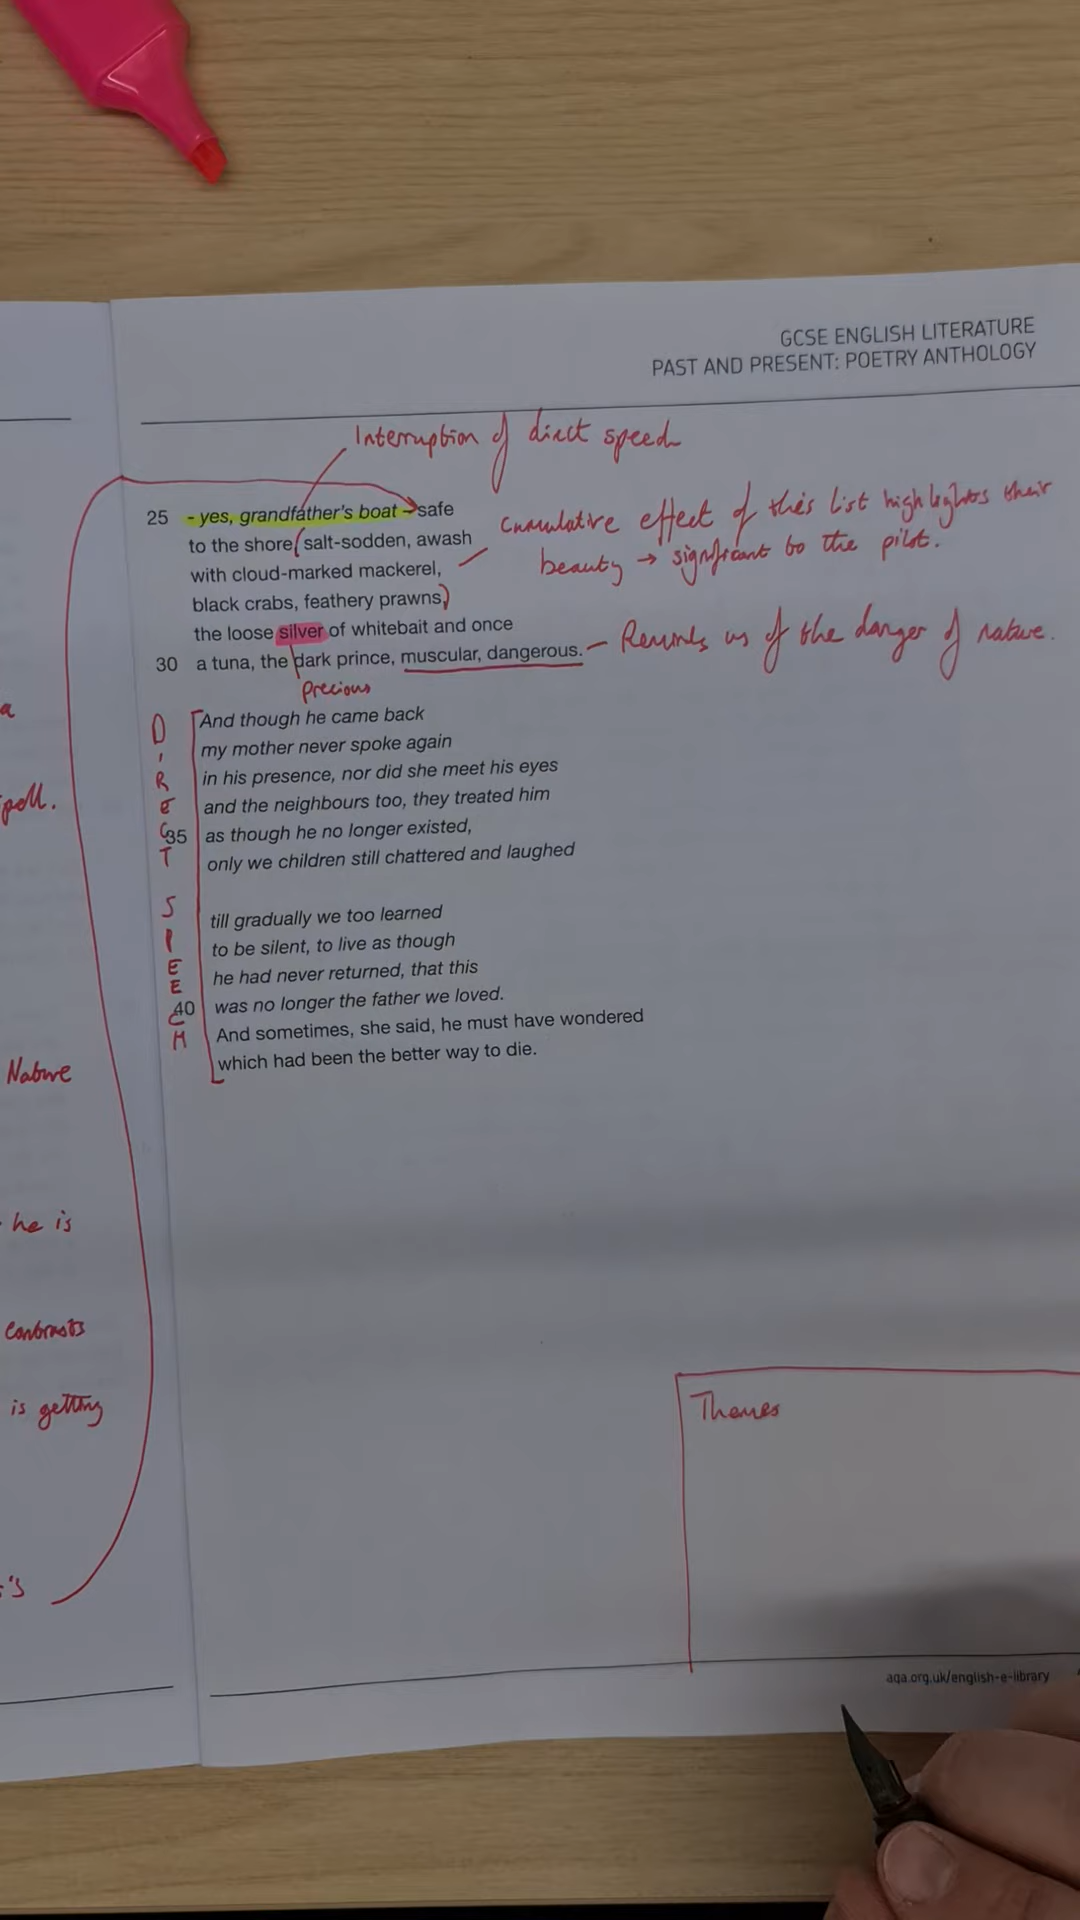 GCSE ENGLISH LITERATURE
PAST AND PRESENT: POETRY ANTHOLOGY
Interruption of direct speed
25 - yes, grandfather's boat - safe
to the shore, salt-sodden, awash
with cloud-marked mackerel,
black crabs, feathery prawns,
the loose silver of whitebait and once
30 a tuna, the dark prince, muscular, dangerous.
Cumulative effect of this list highlights their
beauty → significant to the pilot.
Reminds us of the danger of nature.
precious
DIRECT SPEECH
And though he came back
my mother never spoke again
in his presence, nor did she meet his eyes
and the neighbours too, they treated him
35 as though he no longer existed,
only we children still chattered and laughed
till gradually we too learned
to be silent, to live as though
he had never returned, that this
40 was no longer the father we loved.
And sometimes, she said, he must have wondered
which had been the better way to die.
a
Nature
he is
contrasts
is getting
's
Themes
aqa.org.uk/english-e-library